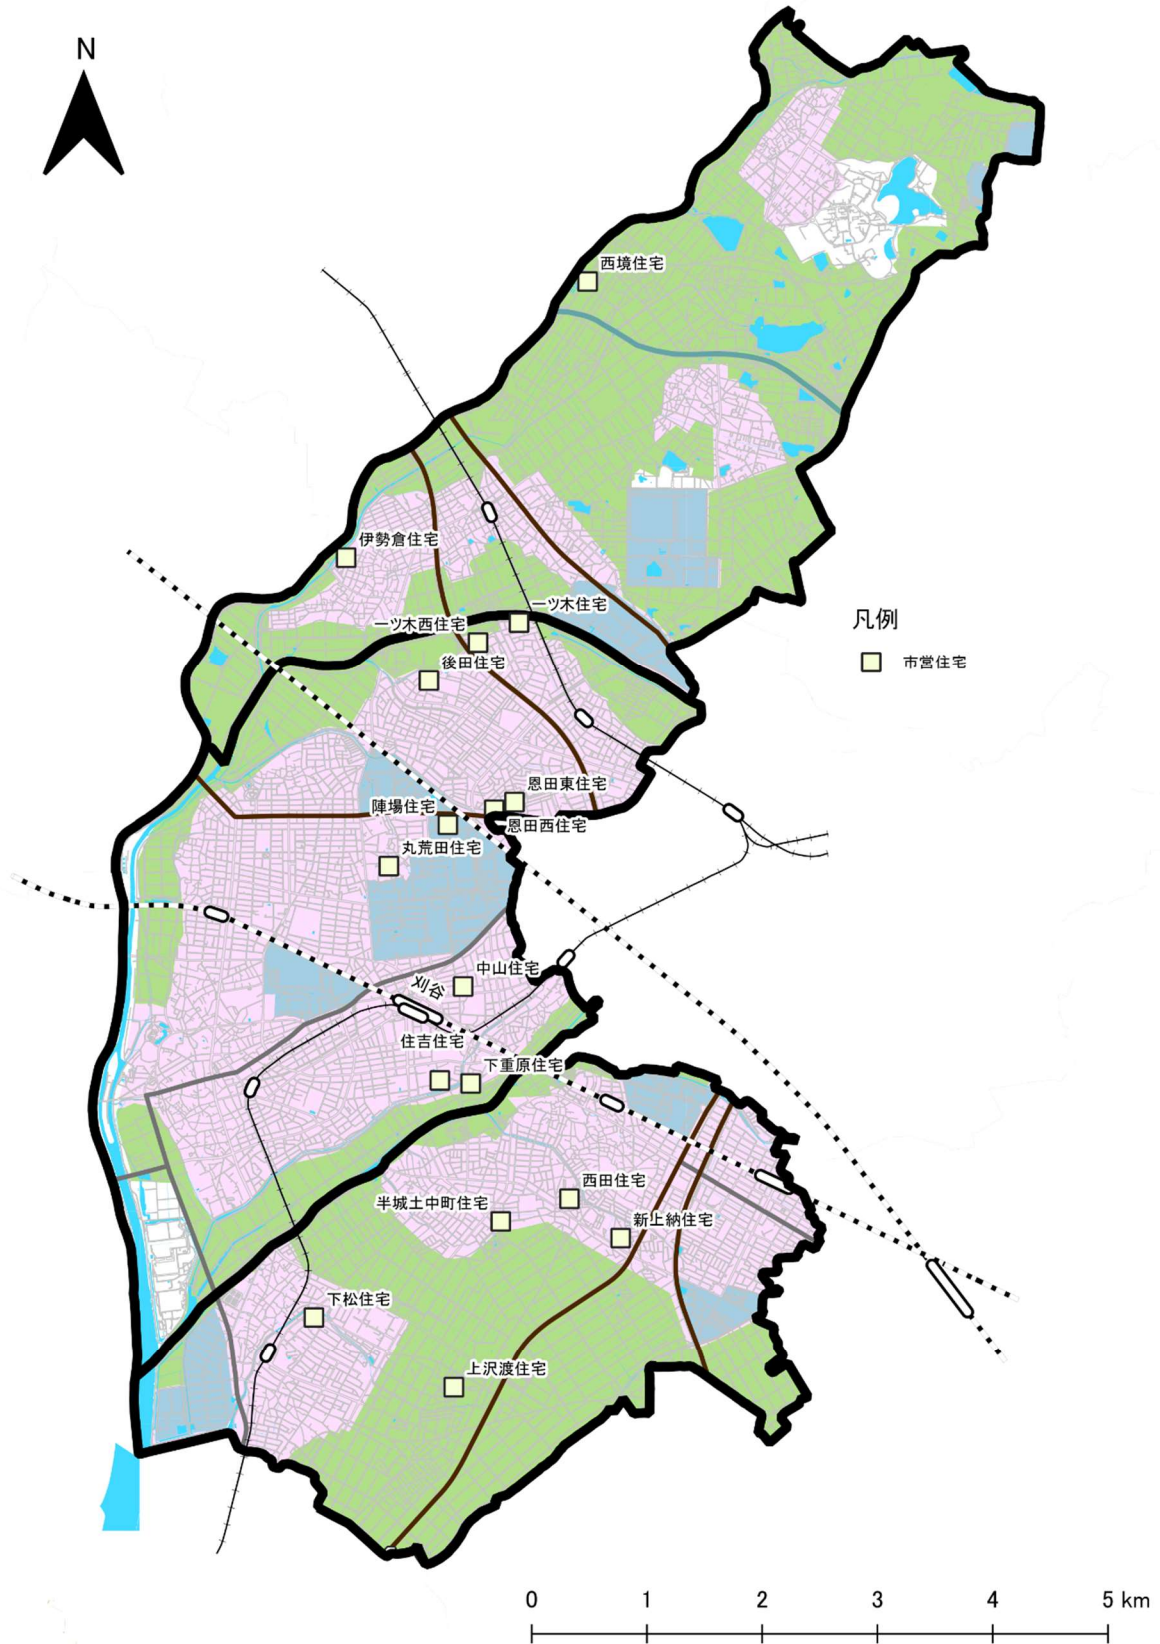 N
西境住宅
伊勢倉住宅
一ツ木住宅
一ツ木西住宅
凡例
後田住宅
市営住宅
恩田東住宅
陣場住宅
恩田西住宅
丸荒田住宅
中山住宅
刈谷
住吉住宅
下重原住宅
西田住宅
半城土中町住宅
新上納住宅
下松住宅
上沢渡住宅
0 1 2 3 4 5 km